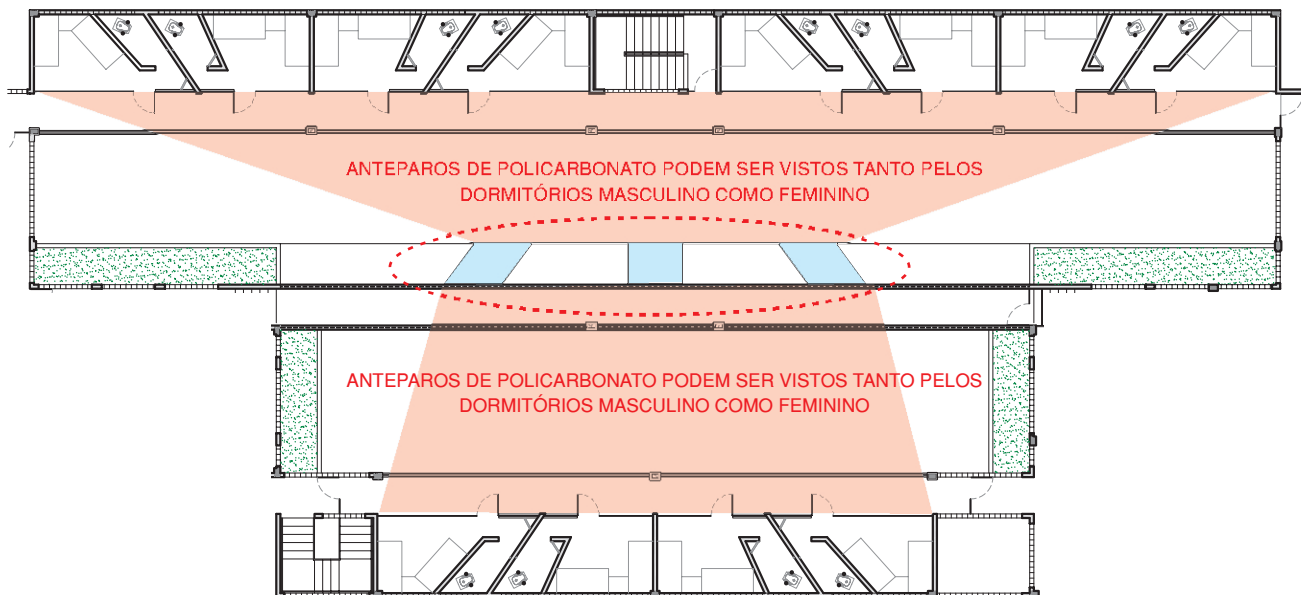 ANTEPAROS DE POLICARBONATO PODEM SER VISTOS TANTO PELOS
DORMITÓRIOS MASCULINO COMO FEMININO
ANTEPAROS DE POLICARBONATO PODEM SER VISTOS TANTO PELOS
DORMITÓRIOS MASCULINO COMO FEMININO